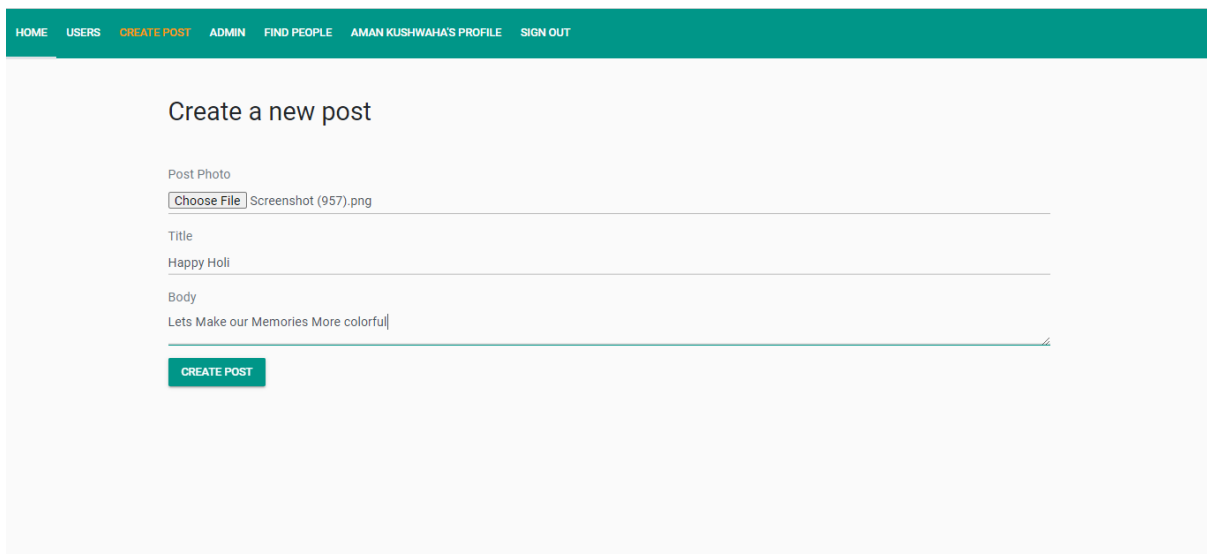 HOME USERS CREATE POST ADMIN FIND PEOPLE AMAN KUSHWAHA'S PROFILE SIGN OUT
Create a new post
Post Photo
Choose File Screenshot (957).png
Title
Happy Holi
Body
Lets Make our Memories More colorful
CREATE POST